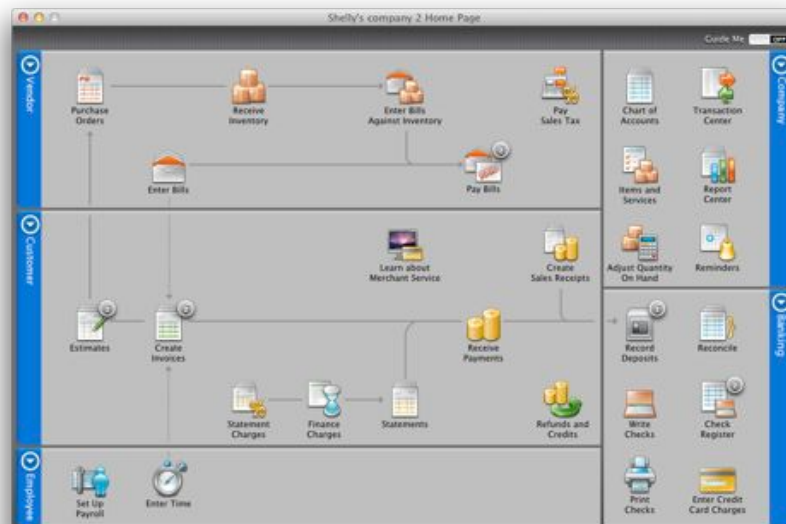 Shelly's company 2 Home Page
Guide Me OFF
Vendor
Purchase
Orders
Receive
Inventory
Enter Bills
Against Inventory
Pay
Sales Tax
Enter Bills
Pay Bills
Customer
Learn about
Merchant Service
Create
Sales Receipts
Estimates
Create
Invoices
Receive
Payments
Statement
Charges
Finance
Charges
Statements
Refunds and
Credits
Employee
Set Up
Payroll
Enter Time
Company
Chart of
Accounts
Transaction
Center
Items and
Services
Report
Center
Adjust Quantity
On Hand
Reminders
Banking
Record
Deposits
Reconcile
Write
Checks
Check
Register
Print
Checks
Enter Credit
Card Charges